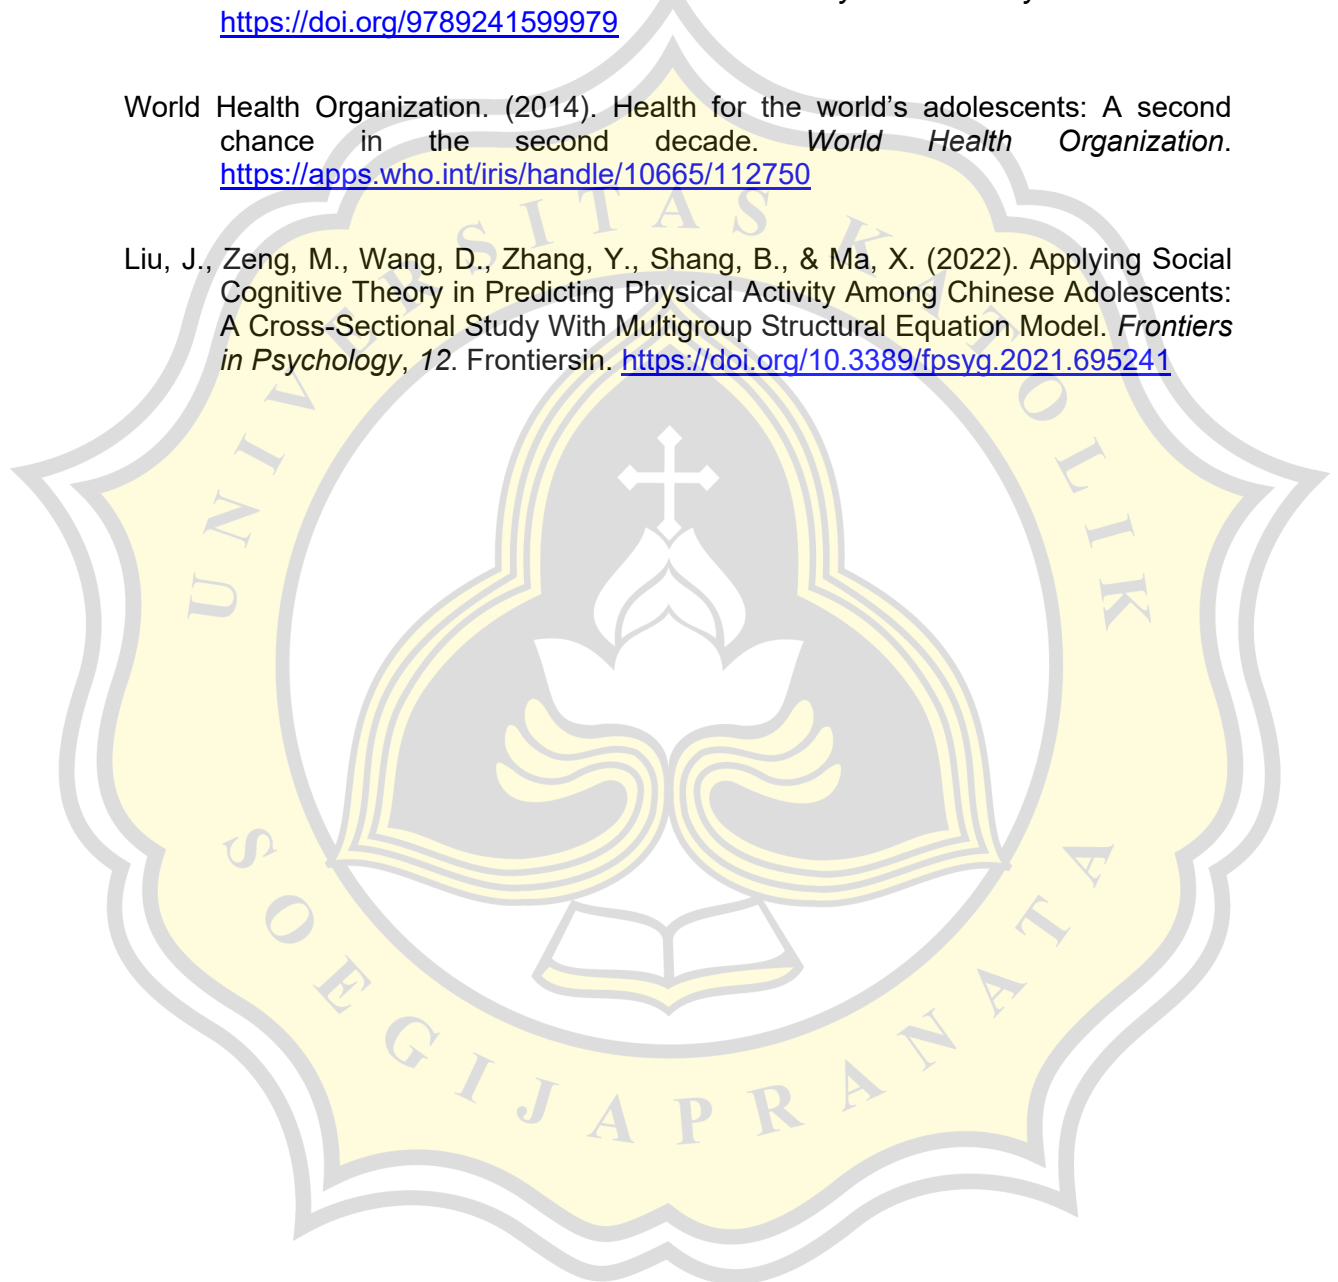 https://doi.org/9789241599979
World Health Organization. (2014). Health for the world’s adolescents: A second
chance in the second decade. World Health Organization.
https://apps.who.int/iris/handle/10665/112750
Liu, J., Zeng, M., Wang, D., Zhang, Y., Shang, B., & Ma, X. (2022). Applying Social
Cognitive Theory in Predicting Physical Activity Among Chinese Adolescents:
A Cross-Sectional Study With Multigroup Structural Equation Model. Frontiers
in Psychology, 12. Frontiersin. https://doi.org/10.3389/fpsyg.2021.695241
UNIVERSITAS KATOLIK
SOEGIJAPRANATA